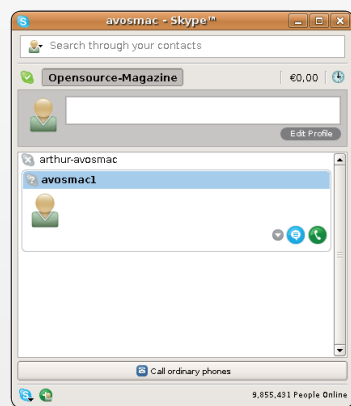 avosmac - Skype™
Search through your contacts
Opensource-Magazine €0,00
Edit Profile
arthur-avosmac
avosmac1
Call ordinary phones
9,855,431 People Online